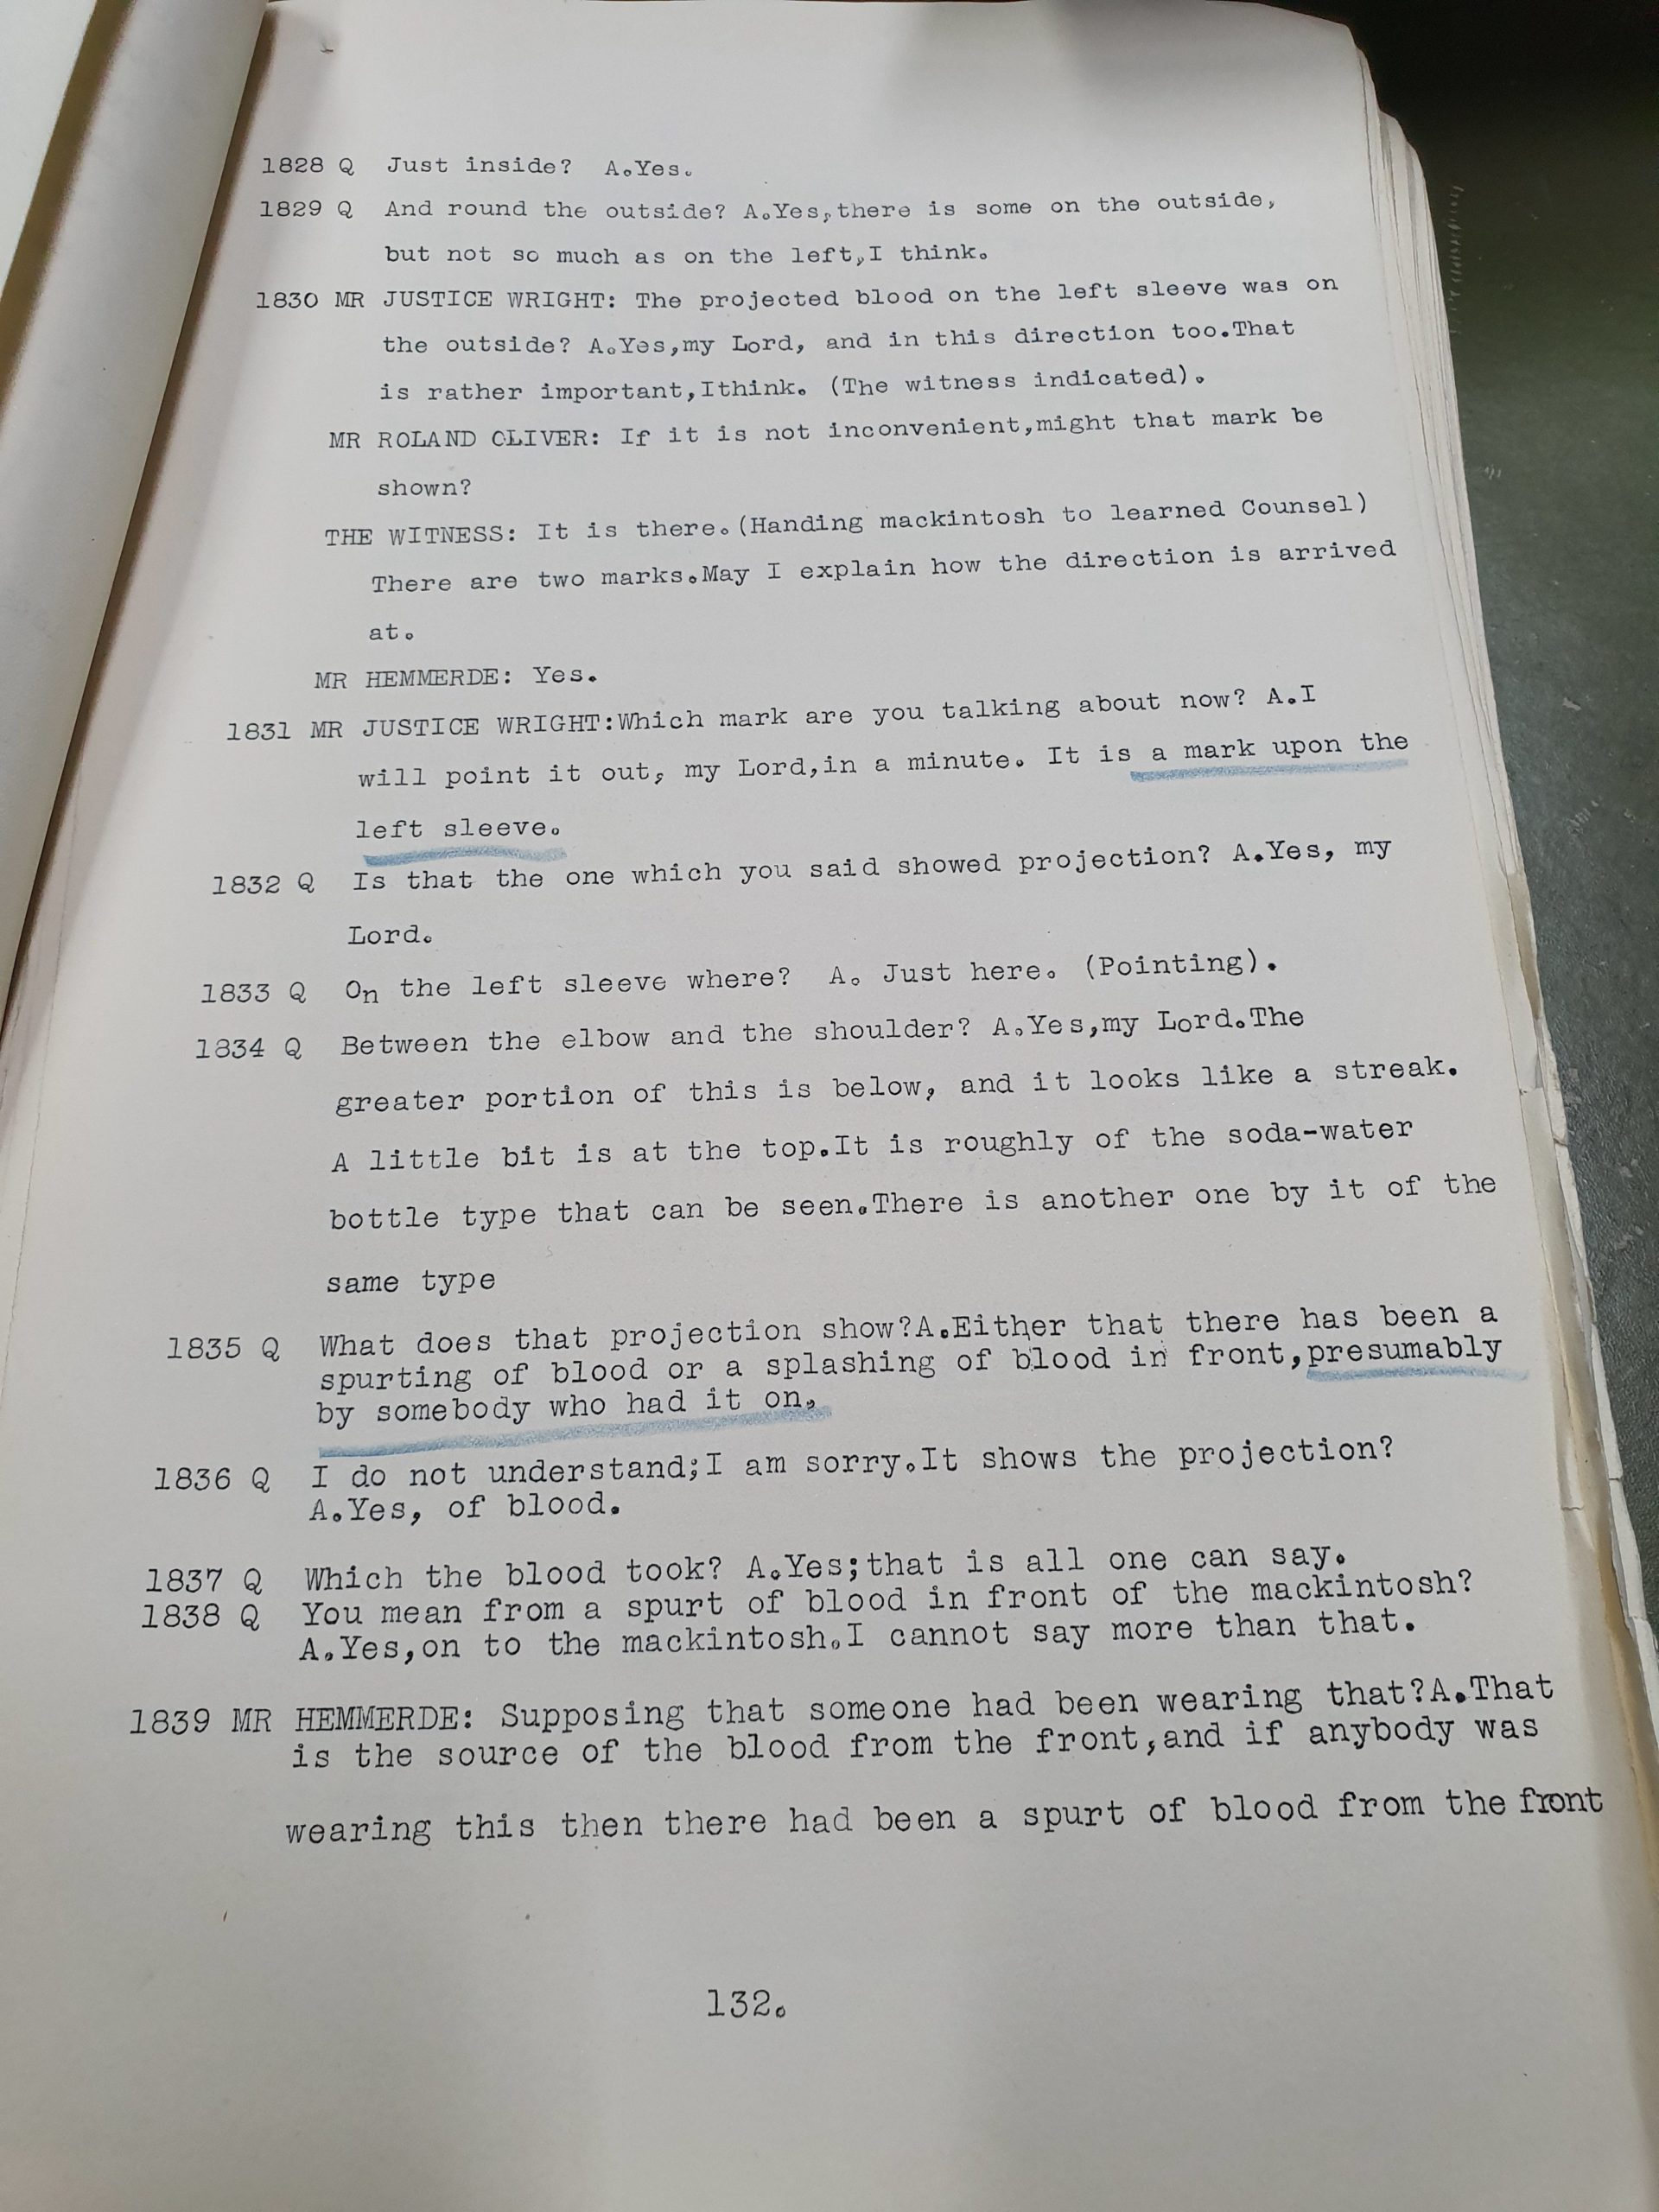 1828 Q Just inside? A.Yes.
1829 Q And round the outside? A.Yes,there is some on the outside,
but not so much as on the left,I think.
1830 MR JUSTICE WRIGHT: The projected blood on the left sleeve was on
the outside? A.Yes,my Lord, and in this direction too.That
is rather important,Ithink. (The witness indicated).
MR ROLAND OLIVER: If it is not inconvenient,might that mark be
shown?
THE WITNESS: It is there.(Handing mackintosh to learned Counsel)
There are two marks.May I explain how the direction is arrived
at.
MR HEMMERDE: Yes.
1831 MR JUSTICE WRIGHT:Which mark are you talking about now? A.I
will point it out, my Lord,in a minute. It is a mark upon the
left sleeve.
1832 Q Is that the one which you said showed projection? A.Yes, my
Lord.
1833 Q On the left sleeve where? A. Just here. (Pointing).
1834 Q Between the elbow and the shoulder? A.Yes,my Lord.The
greater portion of this is below, and it looks like a streak.
A little bit is at the top.It is roughly of the soda-water
bottle type that can be seen.There is another one by it of the
same type
1835 Q What does that projection show?A.Either that there has been a
spurting of blood or a splashing of blood in front,presumably
by somebody who had it on,
1836 Q I do not understand;I am sorry.It shows the projection?
A.Yes, of blood.
1837 Q Which the blood took? A.Yes;that is all one can say.
1838 Q You mean from a spurt of blood in front of the mackintosh?
A.Yes,on to the mackintosh.I cannot say more than that.
1839 MR HEMMERDE: Supposing that someone had been wearing that?A.That
is the source of the blood from the front,and if anybody was
wearing this then there had been a spurt of blood from the front
132.